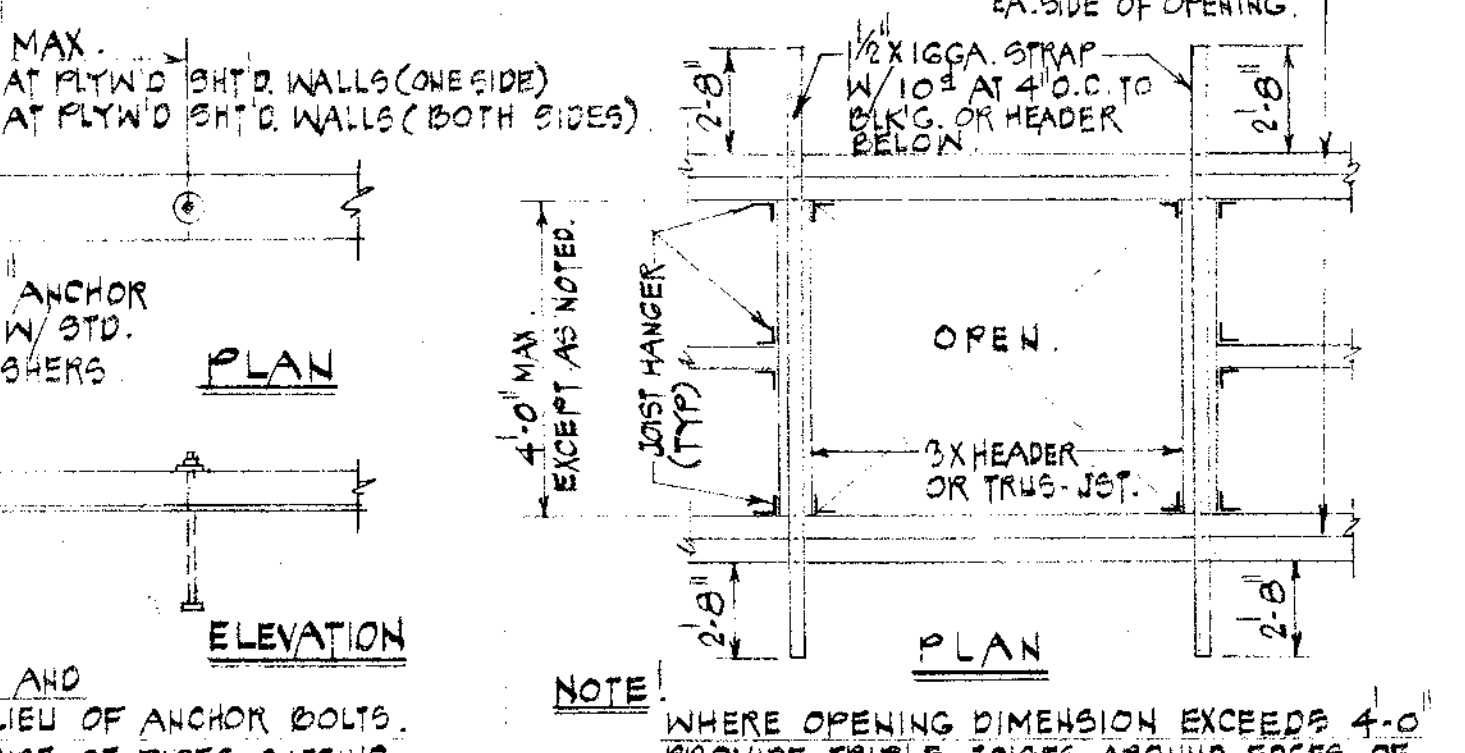 MAX.
AT PLYW'D SHT'D. WALLS (ONE SIDE)
AT PLYW'D SHT'D. WALLS (BOTH SIDES)
ANCHOR
W/ STD.
SHERS
PLAN
ELEVATION
AND
LIEU OF ANCHOR BOLTS.
EA. SIDE OF OPENING.
1 1/2" X 16GA. STRAP
W/ 10d AT 4" O.C. TO
BLK'G. OR HEADER
BELOW.
2'-8"
2'-8"
4'-0" MAX.
EXCEPT AS NOTED.
JOIST HANGER
(TYP)
OPEN.
3X HEADER
OR TRUS-JST.
2'-8"
2'-8"
PLAN
NOTE!
WHERE OPENING DIMENSION EXCEEDS 4'-0"